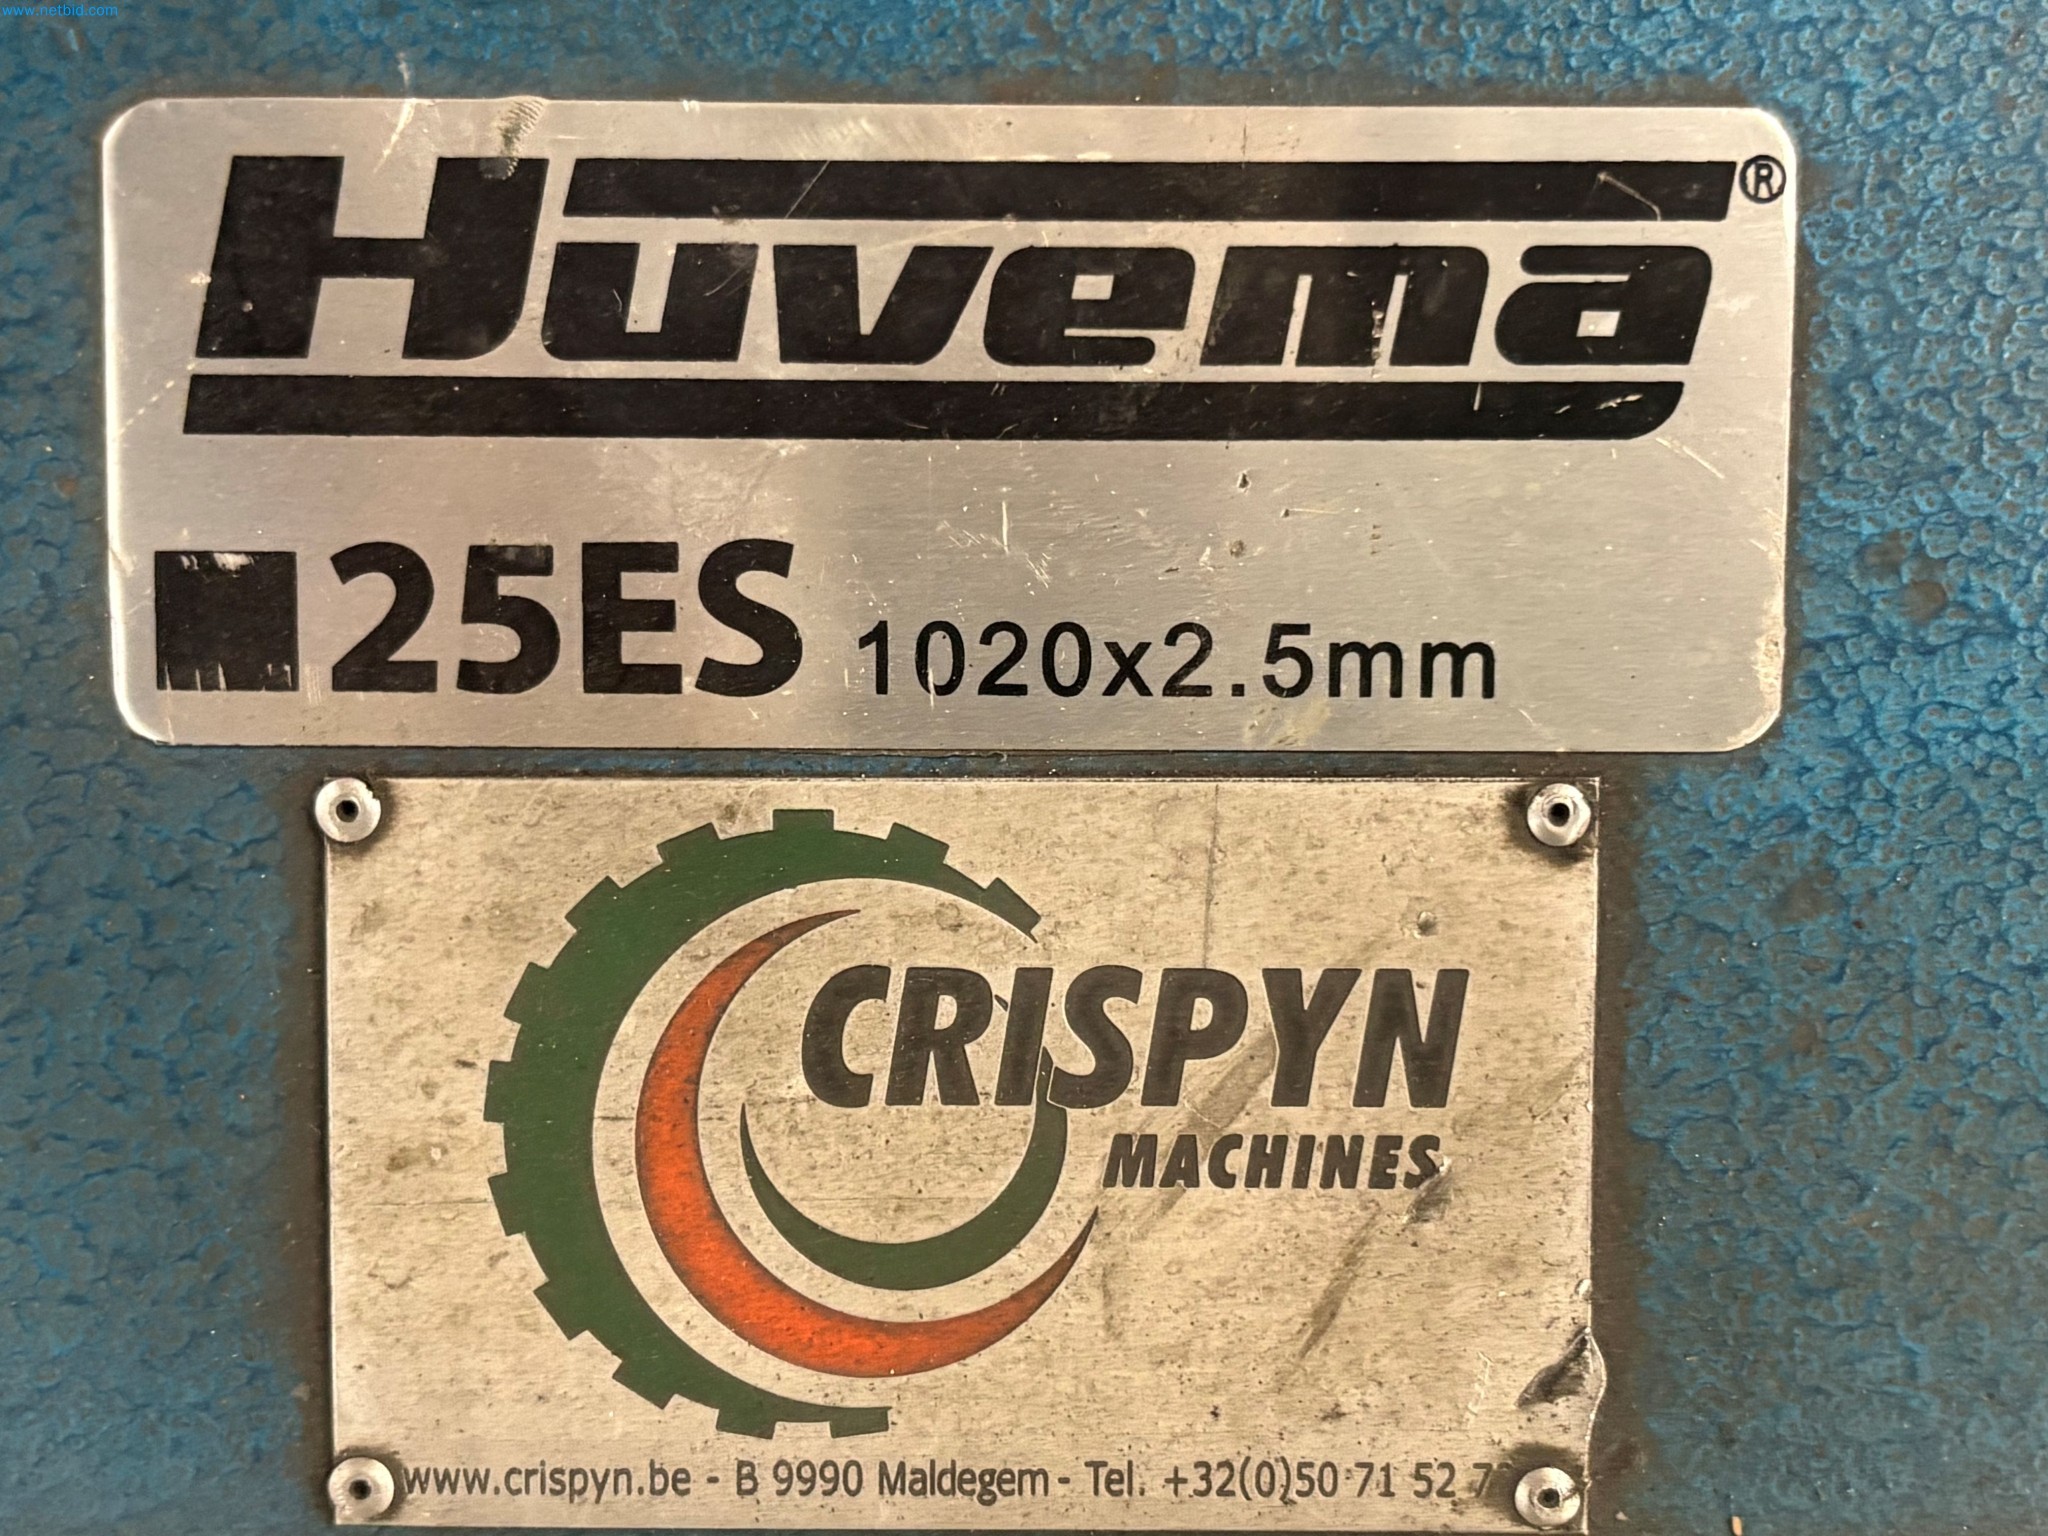 www.netbid.com
Huvema®
25ES 1020x2.5mm
CRISPYN
MACHINES
www.crispyn.be - B 9990 Maldegem - Tel. +32(0)50 71 52